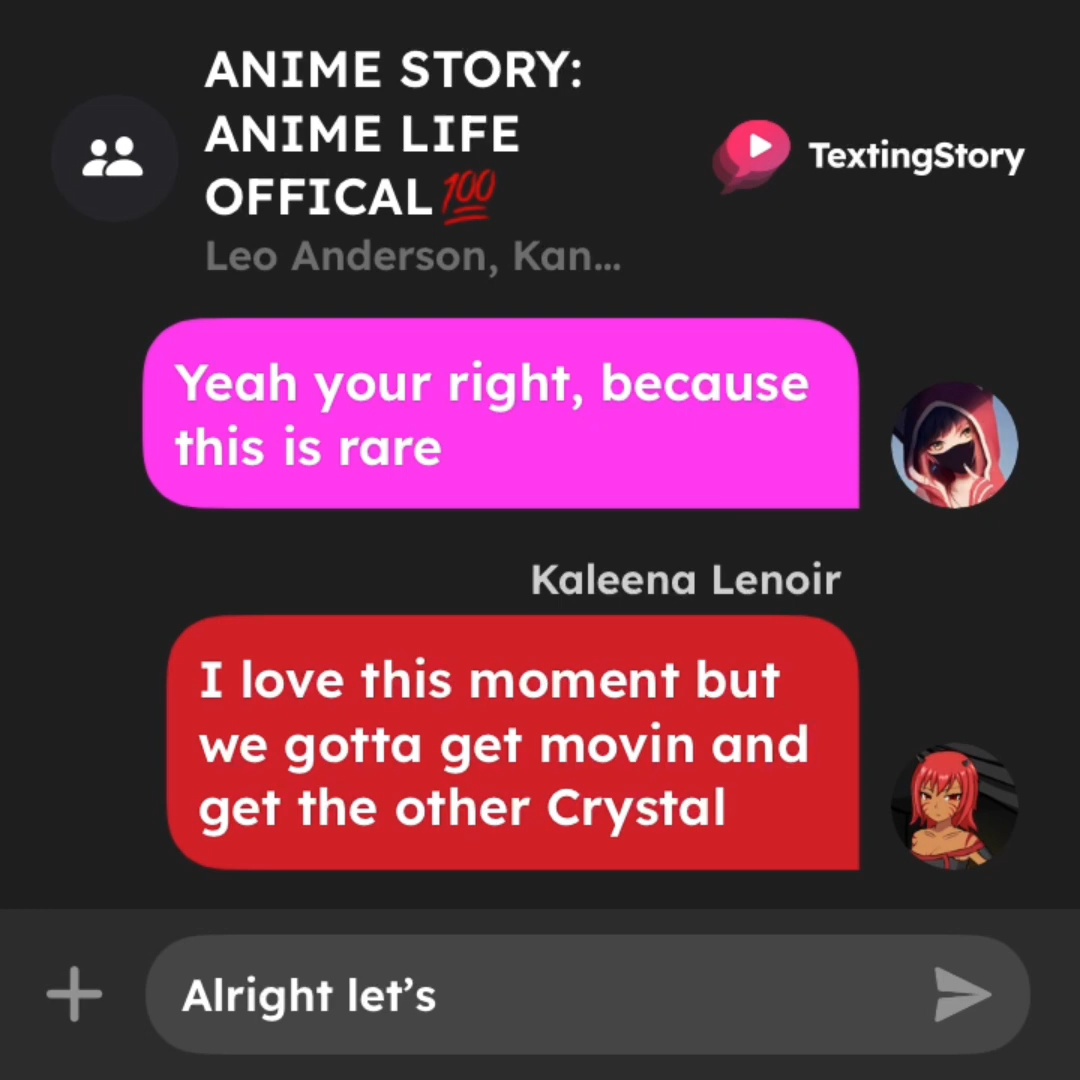 ANIME STORY:
ANIME LIFE
OFFICAL💯
TextingStory
Leo Anderson, Kan...
Yeah your right, because
this is rare
Kaleena Lenoir
I love this moment but
we gotta get movin and
get the other Crystal
Alright let’s